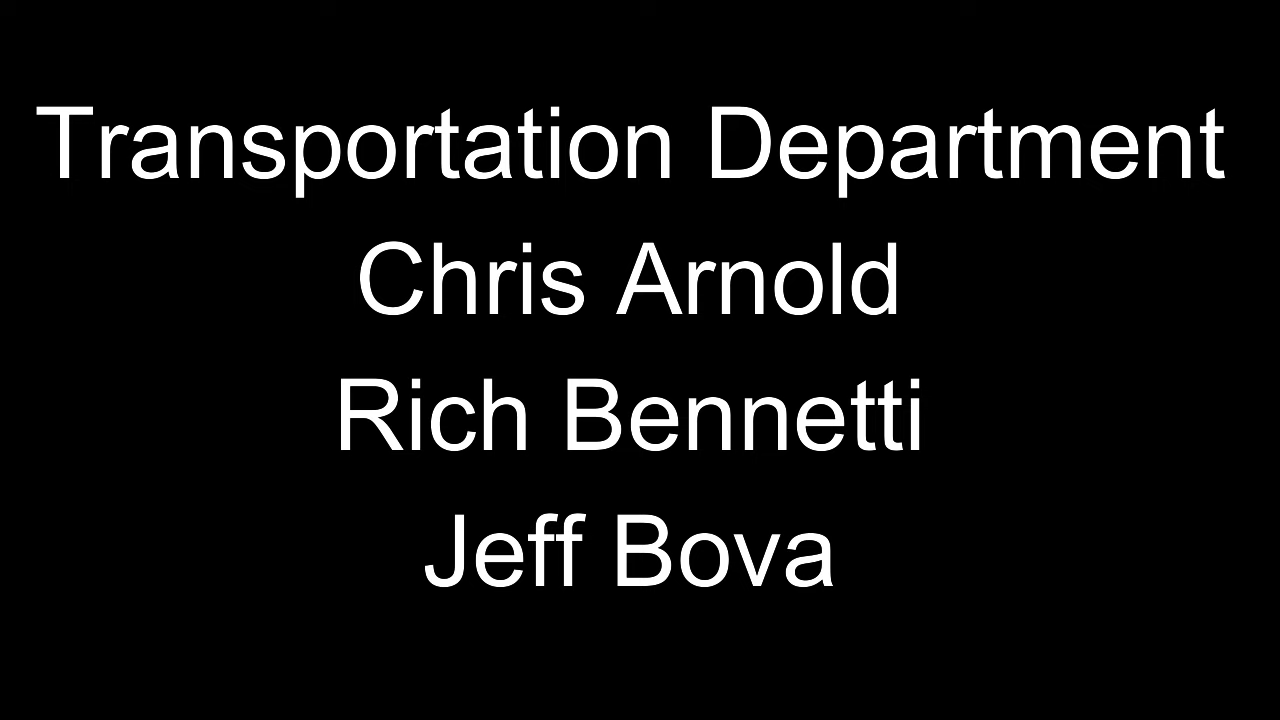 Transportation Department
Chris Arnold
Rich Bennetti
Jeff Bova